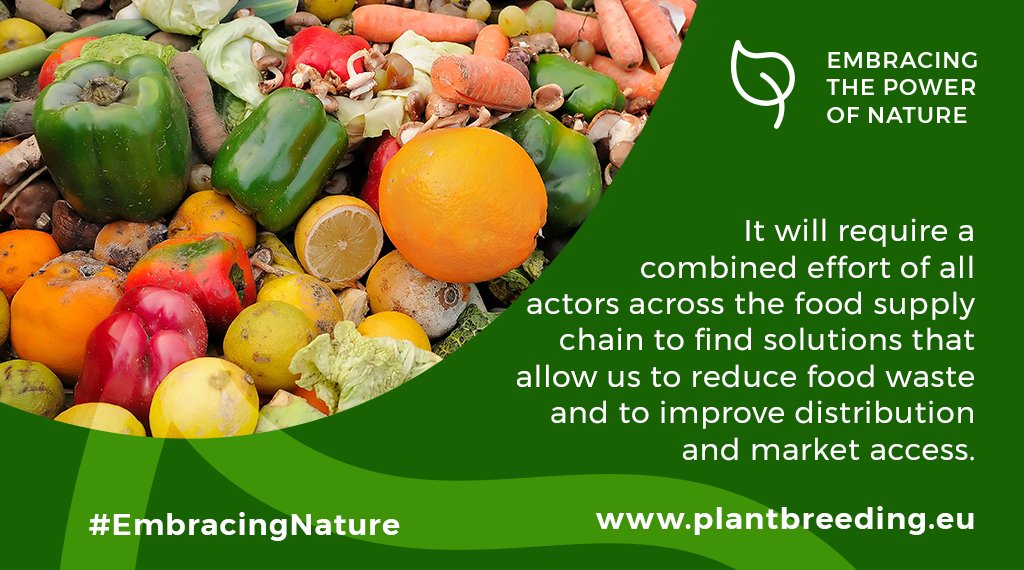 EMBRACING
THE POWER
OF NATURE
It will require a
combined effort of all
actors across the food supply
chain to find solutions that
allow us to reduce food waste
and to improve distribution
and market access.
#EmbracingNature
www.plantbreeding.eu